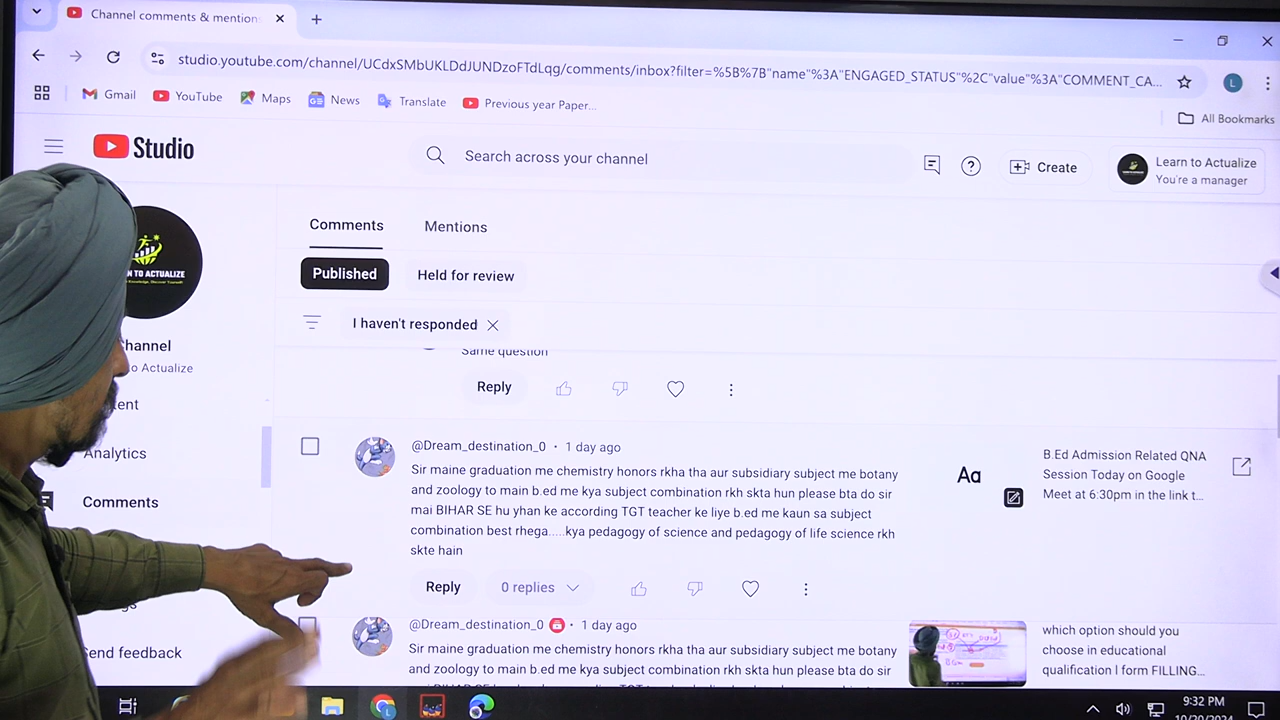 Channel comments & mention
studio.youtube.com/channel/UCdxSMbUKLDdJUNDzoFTdLqg/comments/inbox?filter=%5B%7B"name"%3A"ENGAGED_STATUS"%2C"value"%3A"COMMENT_CA...
L
Gmail
YouTube
Maps
News
Translate
Previous year Paper...
All Bookmarks
Studio
Search across your channel
Create
Learn to Actualize
You're a manager
N TO ACTUALIZE
hannel
o Actualize
tent
Analytics
Comments
gs
Send feedback
Comments
Mentions
Published
Held for review
I haven't responded
Same question
Reply
@Dream_destination_0 · 1 day ago
Sir maine graduation me chemistry honors rkha tha aur subsidiary subject me botany
and zoology to main b.ed me kya subject combination rkh skta hun please bta do sir
mai BIHAR SE hu yhan ke according TGT teacher ke liye b.ed me kaun sa subject
combination best rhega.....kya pedagogy of science and pedagogy of life science rkh
skte hain
Aa
B.Ed Admission Related QNA
Session Today on Google
Meet at 6:30pm in the link t...
Reply
0 replies
@Dream_destination_0 · 1 day ago
Sir maine graduation me chemistry honors rkha tha aur subsidiary subject me botany
and zoology to main b.ed me kya subject combination rkh skta hun please bta do sir
which option should you
choose in educational
qualification l form FILLING...
9:32 PM